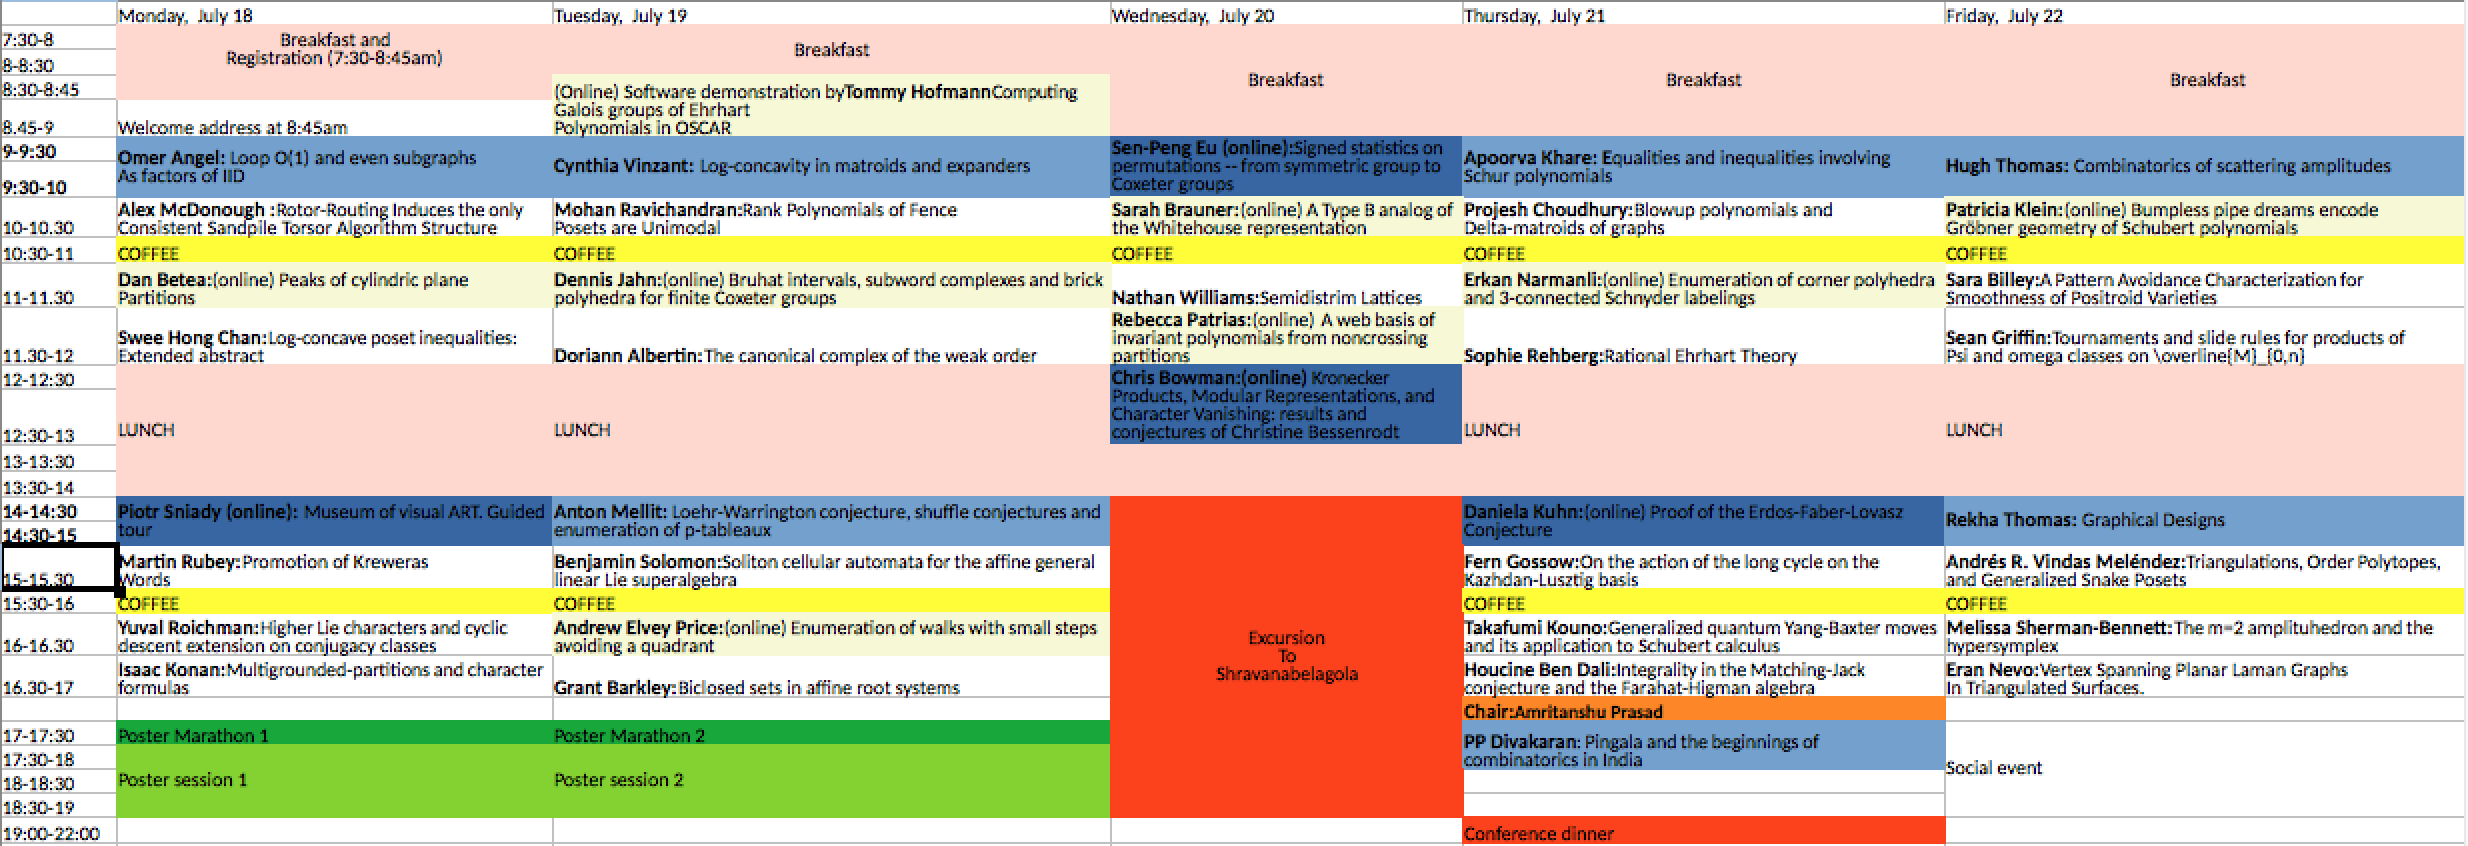 Monday, July 18
Tuesday, July 19
Wednesday, July 20
Thursday, July 21
Friday, July 22
7:30-8
8-8:30
8:30-8:45
8.45-9
Breakfast and
Registration (7:30-8:45am)
Breakfast
Breakfast
Breakfast
Breakfast
Welcome address at 8:45am
(Online) Software demonstration byTommy HofmannComputing
Galois groups of Ehrhart
Polynomials in OSCAR
9-9:30
9:30-10
Omer Angel: Loop O(1) and even subgraphs
As factors of IID
Cynthia Vinzant: Log-concavity in matroids and expanders
Sen-Peng Eu (online):Signed statistics on
permutations -- from symmetric group to
Coxeter groups
Apoorva Khare: Equalities and inequalities involving
Schur polynomials
Hugh Thomas: Combinatorics of scattering amplitudes
10-10.30
Alex McDonough :Rotor-Routing Induces the only
Consistent Sandpile Torsor Algorithm Structure
Mohan Ravichandran:Rank Polynomials of Fence
Posets are Unimodal
Sarah Brauner:(online) A Type B analog of
the Whitehouse representation
Projesh Choudhury:Blowup polynomials and
Delta-matroids of graphs
Patricia Klein:(online) Bumpless pipe dreams encode
Gröbner geometry of Schubert polynomials
10:30-11
COFFEE
COFFEE
COFFEE
COFFEE
COFFEE
11-11.30
Dan Betea:(online) Peaks of cylindric plane
Partitions
Dennis Jahn:(online) Bruhat intervals, subword complexes and brick
polyhedra for finite Coxeter groups
Nathan Williams:Semidistrim Lattices
Erkan Narmanli:(online) Enumeration of corner polyhedra
and 3-connected Schnyder labelings
Sara Billey:A Pattern Avoidance Characterization for
Smoothness of Positroid Varieties
11.30-12
Swee Hong Chan:Log-concave poset inequalities:
Extended abstract
Doriann Albertin:The canonical complex of the weak order
Rebecca Patrias:(online) A web basis of
invariant polynomials from noncrossing
partitions
Sophie Rehberg:Rational Ehrhart Theory
Sean Griffin:Tournaments and slide rules for products of
Psi and omega classes on \overline{M}_{0,n}
12-12:30
12:30-13
13-13:30
13:30-14
LUNCH
LUNCH
Chris Bowman:(online) Kronecker
Products, Modular Representations, and
Character Vanishing: results and
conjectures of Christine Bessenrodt
LUNCH
LUNCH
14-14:30
14:30-15
Piotr Sniady (online): Museum of visual ART. Guided
tour
Anton Mellit: Loehr-Warrington conjecture, shuffle conjectures and
enumeration of p-tableaux
Daniela Kuhn:(online) Proof of the Erdos-Faber-Lovasz
Conjecture
Rekha Thomas: Graphical Designs
15-15.30
Martin Rubey:Promotion of Kreweras
Words
Benjamin Solomon:Soliton cellular automata for the affine general
linear Lie superalgebra
Fern Gossow:On the action of the long cycle on the
Kazhdan-Lusztig basis
Andrés R. Vindas Meléndez:Triangulations, Order Polytopes,
and Generalized Snake Posets
15:30-16
COFFEE
COFFEE
COFFEE
COFFEE
16-16.30
Yuval Roichman:Higher Lie characters and cyclic
descent extension on conjugacy classes
Andrew Elvey Price:(online) Enumeration of walks with small steps
avoiding a quadrant
Excursion
To
Shravanabelagola
Takafumi Kouno:Generalized quantum Yang-Baxter moves
and its application to Schubert calculus
Melissa Sherman-Bennett:The m=2 amplituhedron and the
hypersymplex
16.30-17
Isaac Konan:Multigrounded-partitions and character
formulas
Grant Barkley:Biclosed sets in affine root systems
Houcine Ben Dali:Integrality in the Matching-Jack
conjecture and the Farahat-Higman algebra
Eran Nevo:Vertex Spanning Planar Laman Graphs
In Triangulated Surfaces.
Chair:Amritanshu Prasad
17-17:30
Poster Marathon 1
Poster Marathon 2
PP Divakaran: Pingala and the beginnings of
combinatorics in India
17:30-18
18-18:30
18:30-19
Poster session 1
Poster session 2
Social event
19:00-22:00
Conference dinner